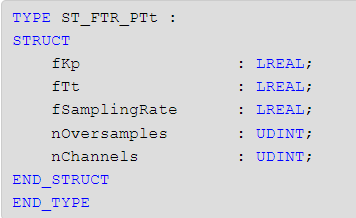 TYPE ST_FTR_PTt :
STRUCT
    fKp             : LREAL;
    fTt             : LREAL;
    fSamplingRate   : LREAL;
    nOversamples    : UDINT;
    nChannels       : UDINT;
END_STRUCT
END_TYPE